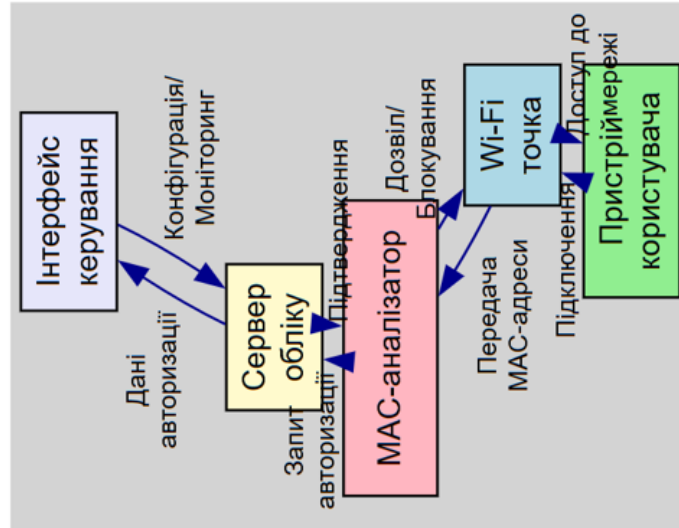 Інтерфейс
керування
Конфігурація/
Моніторинг
Дані
авторизації
Сервер
обліку
Підтвердження
Запит
авторизації
MAC-аналізатор
Дозвіл/
Блокування
Передача
MAC-адреси
Wi-Fi
точка
Доступ до
мережі
Підключення
Пристрій
користувача